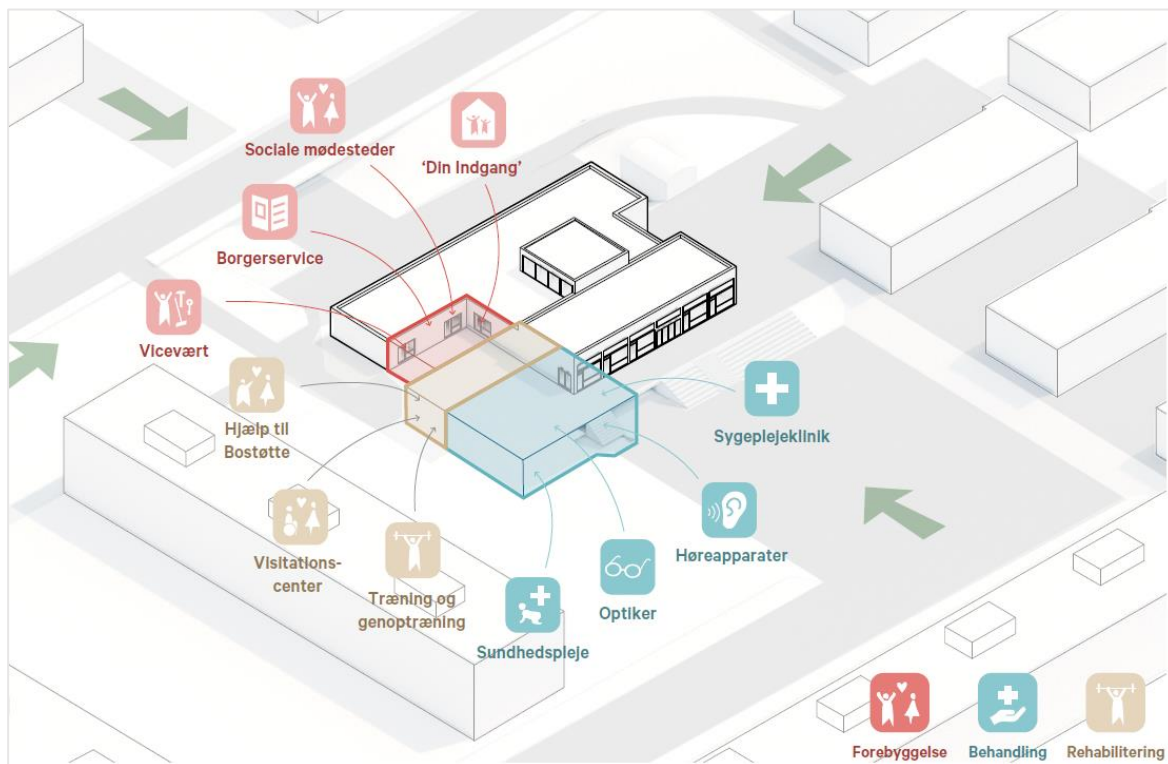 Sociale mødesteder
'Din indgang'
Borgerservice
Vicevært
Hjælp til
Bostøtte
Sygeplejeklinik
Visitations-
center
Træning og
genoptræning
Sundhedspleje
Optiker
Høreapparater
Forebyggelse
Behandling
Rehabilitering